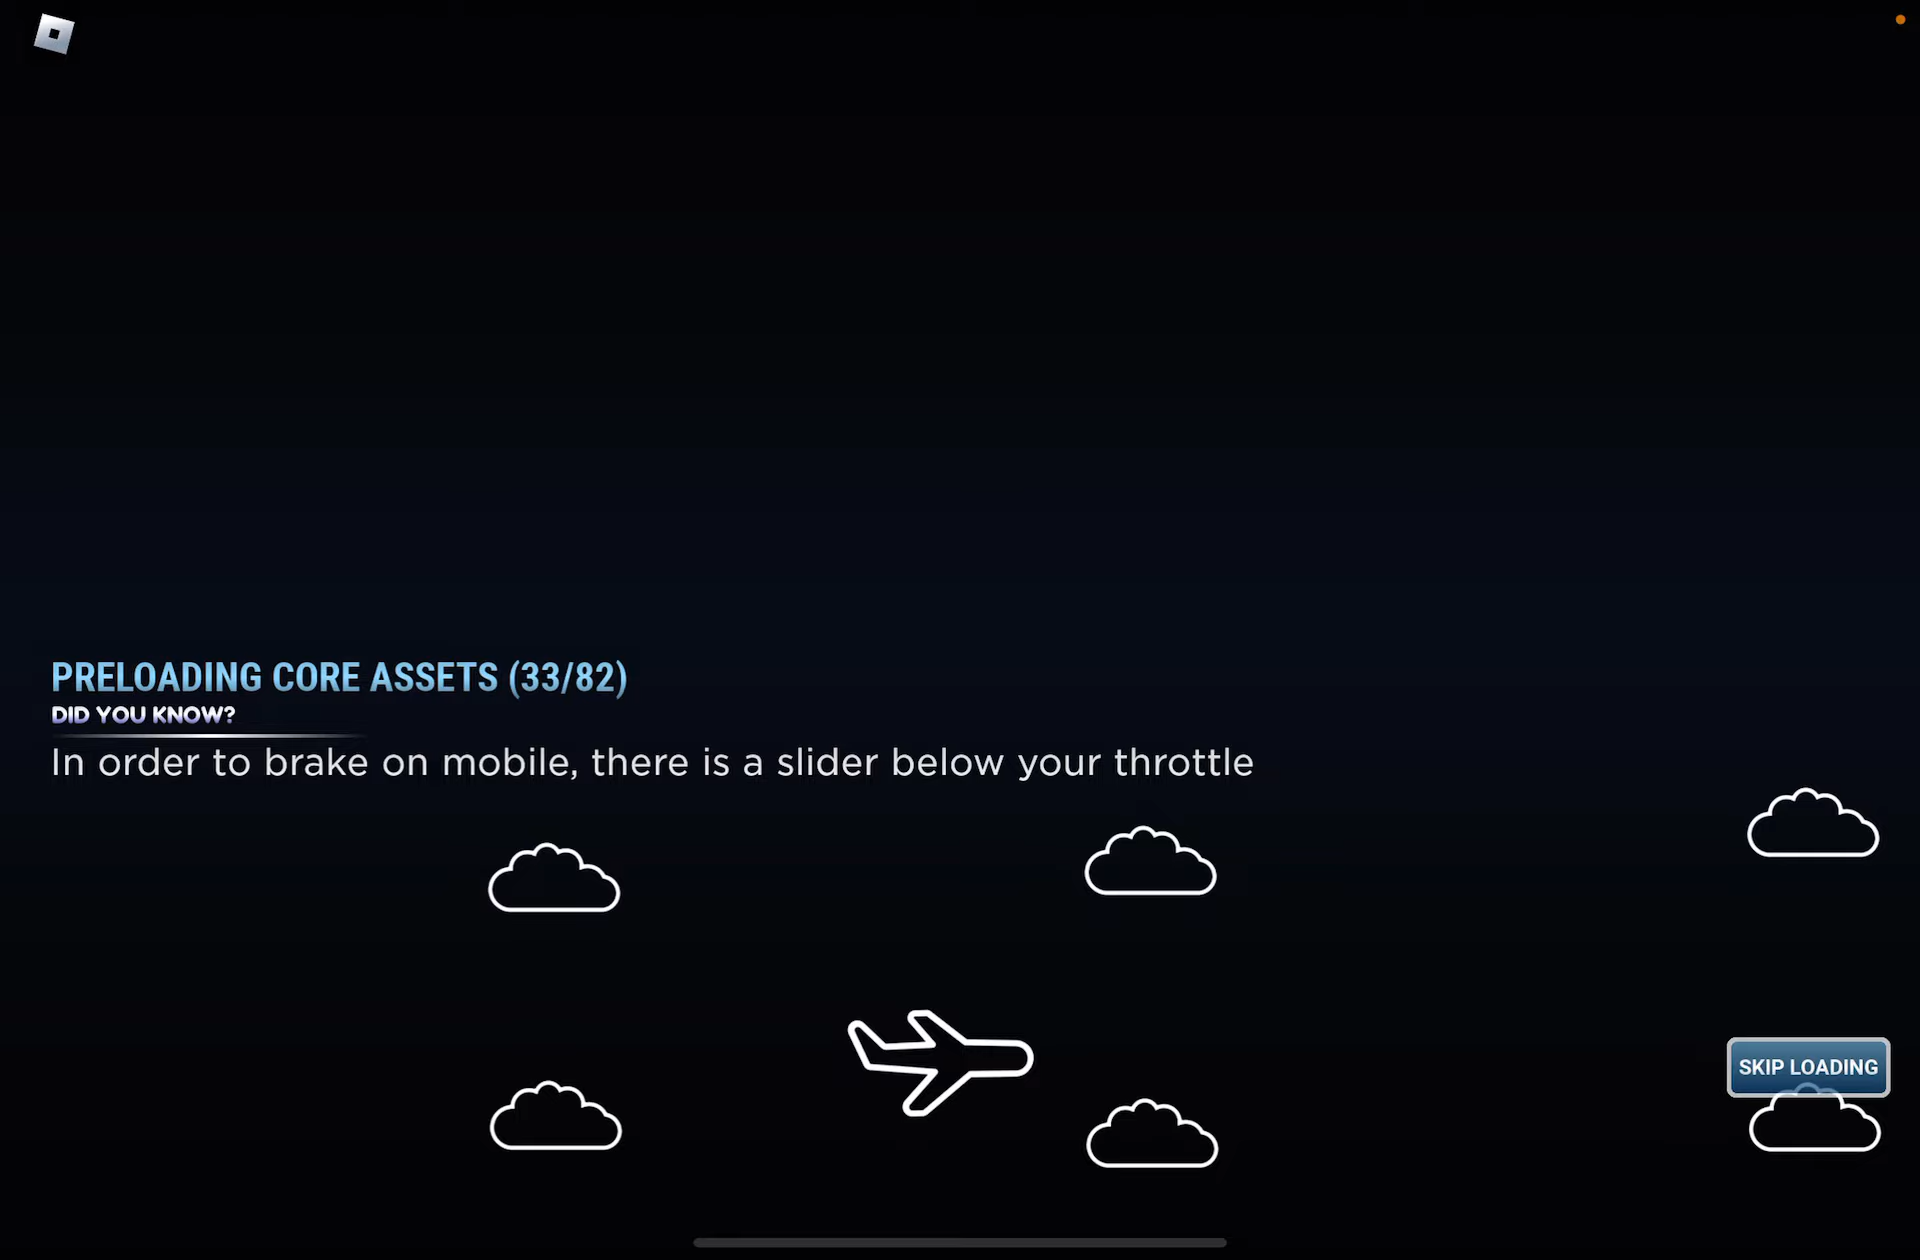 PRELOADING CORE ASSETS (33/82)
DID YOU KNOW?
In order to brake on mobile, there is a slider below your throttle
SKIP LOADING